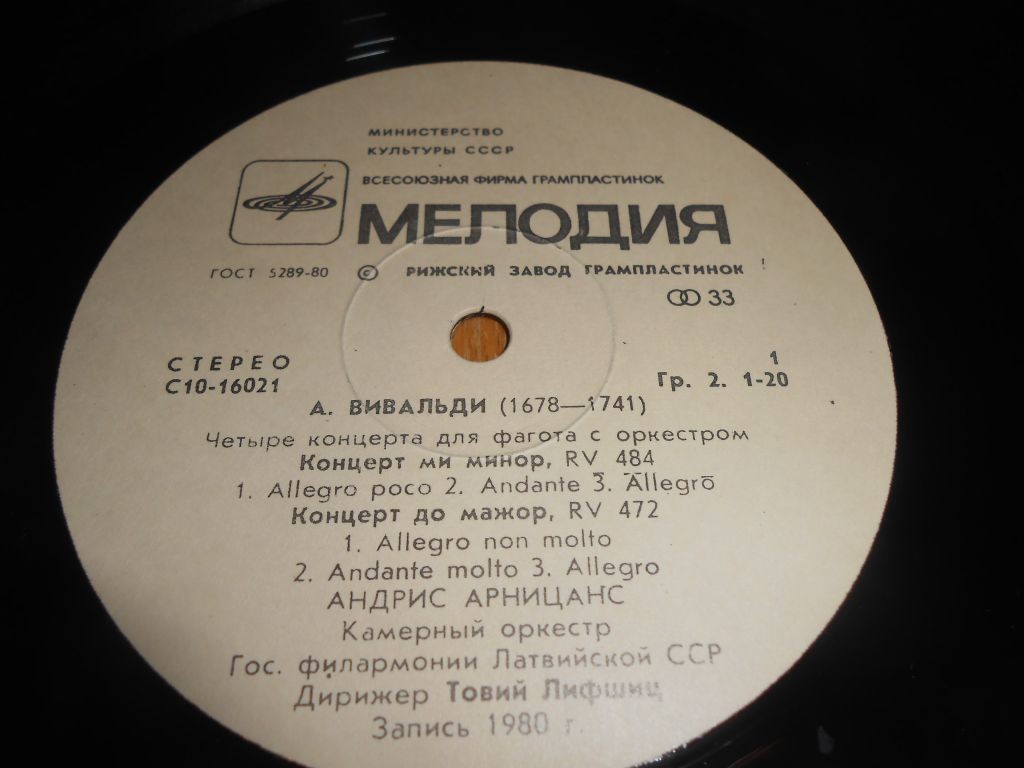 МИНИСТЕРСТВО
КУЛЬТУРЫ СССР
ВСЕСОЮЗНАЯ ФИРМА ГРАМПЛАСТИНОК
МЕЛОДИЯ
ГОСТ 5289-80 © РИЖСКИЙ ЗАВОД ГРАМПЛАСТИНОК
33
СТЕРЕО 1
С10-16021 Гр. 2. 1-20
А. ВИВАЛЬДИ (1678—1741)
Четыре концерта для фагота с оркестром
Концерт ми минор, RV 484
1. Allegro poco 2. Andante 3. Allegro
Концерт до мажор, RV 472
1. Allegro non molto
2. Andante molto 3. Allegro
АНДРИС АРНИЦАНС
Камерный оркестр
Гос. филармонии Латвийской ССР
Дирижер Товий Лифшиц
Запись 1980 г.